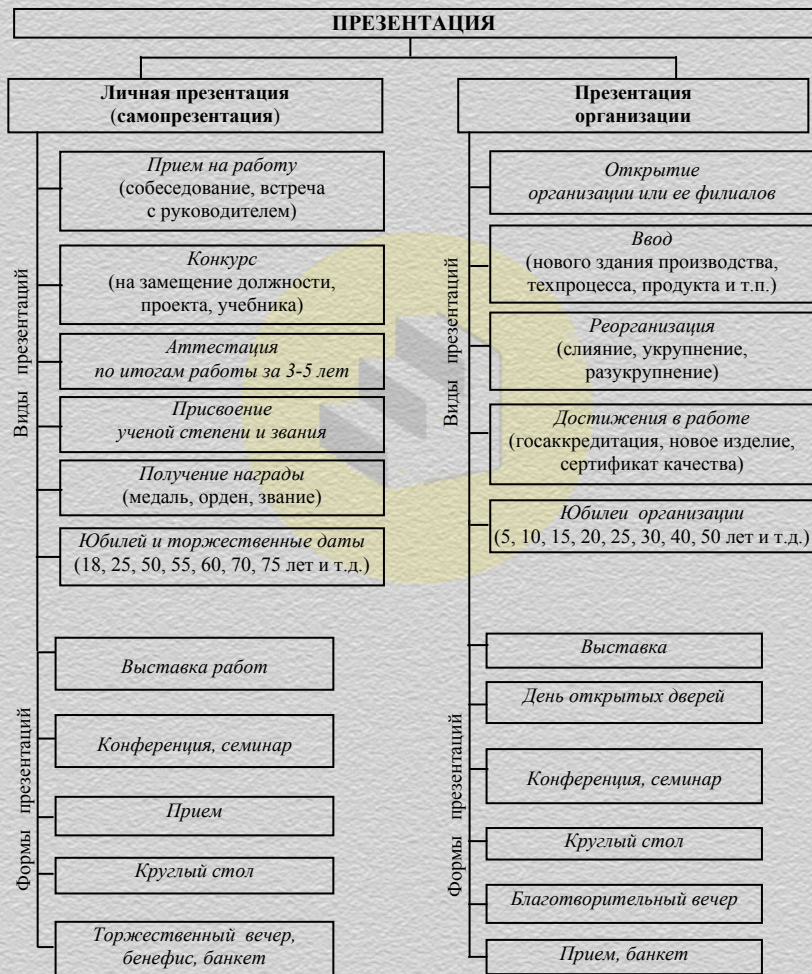 ПРЕЗЕНТАЦИЯ
Личная презентация
(самопрезентация)
Виды презентаций
Прием на работу
(собеседование, встреча
с руководителем)
Конкурс
(на замещение должности,
проекта, учебника)
Аттестация
по итогам работы за 3-5 лет
Присвоение
ученой степени и звания
Получение награды
(медаль, орден, звание)
Юбилей и торжественные даты
(18, 25, 50, 55, 60, 70, 75 лет и т.д.)
Формы презентаций
Выставка работ
Конференция, семинар
Прием
Круглый стол
Торжественный вечер,
бенефис, банкет
Презентация
организации
Виды презентаций
Открытие
организации или ее филиалов
Ввод
(нового здания производства,
техпроцесса, продукта и т.п.)
Реорганизация
(слияние, укрупнение,
разукрупнение)
Достижения в работе
(госаккредитация, новое изделие,
сертификат качества)
Юбилеи организации
(5, 10, 15, 20, 25, 30, 40, 50 лет и т.д.)
Формы презентаций
Выставка
День открытых дверей
Конференция, семинар
Круглый стол
Благотворительный вечер
Прием, банкет